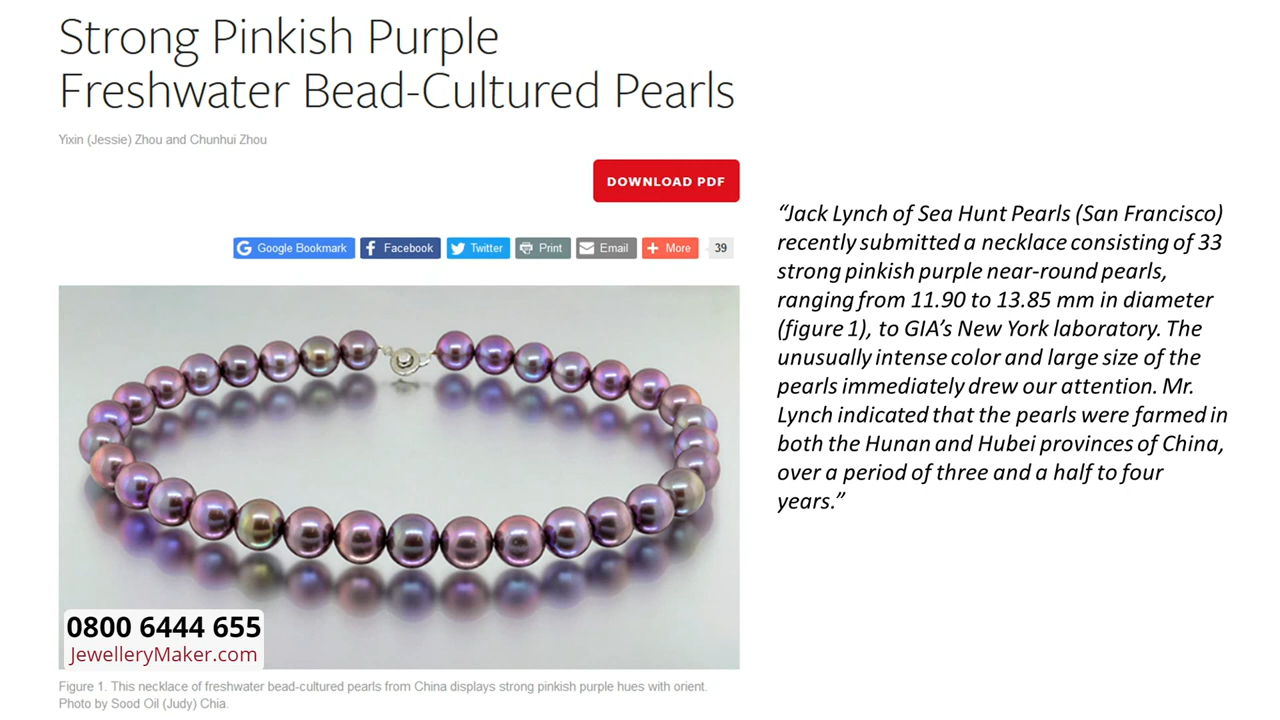 Strong Pinkish Purple
Freshwater Bead-Cultured Pearls
Yixin (Jessie) Zhou and Chunhui Zhou
DOWNLOAD PDF
Google Bookmark
Facebook
Twitter
Print
Email
More
39
0800 6444 655
JewelleryMaker.com
Figure 1. This necklace of freshwater bead-cultured pearls from China displays strong pinkish purple hues with orient.
Photo by Sood Oil (Judy) Chia.
“Jack Lynch of Sea Hunt Pearls (San Francisco)
recently submitted a necklace consisting of 33
strong pinkish purple near-round pearls,
ranging from 11.90 to 13.85 mm in diameter
(figure 1), to GIA’s New York laboratory. The
unusually intense color and large size of the
pearls immediately drew our attention. Mr.
Lynch indicated that the pearls were farmed in
both the Hunan and Hubei provinces of China,
over a period of three and a half to four
years.”